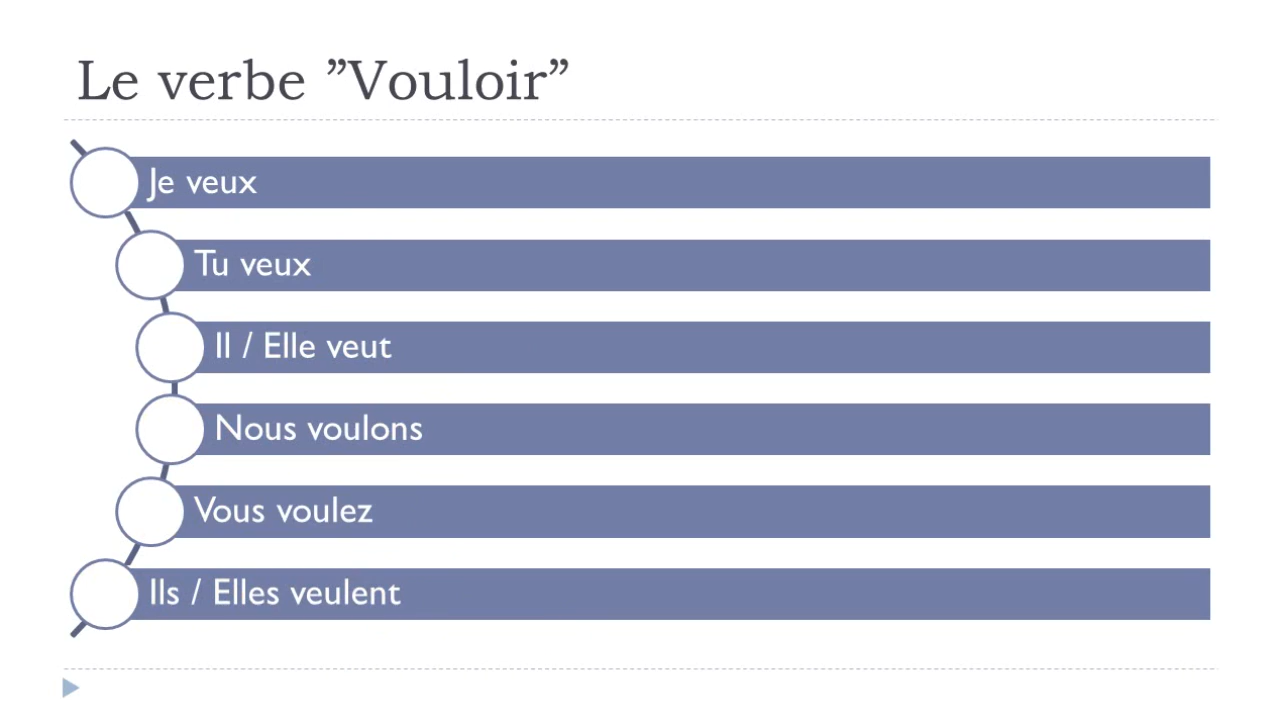 Le verbe ”Vouloir”
Je veux
Tu veux
Il / Elle veut
Nous voulons
Vous voulez
Ils / Elles veulent